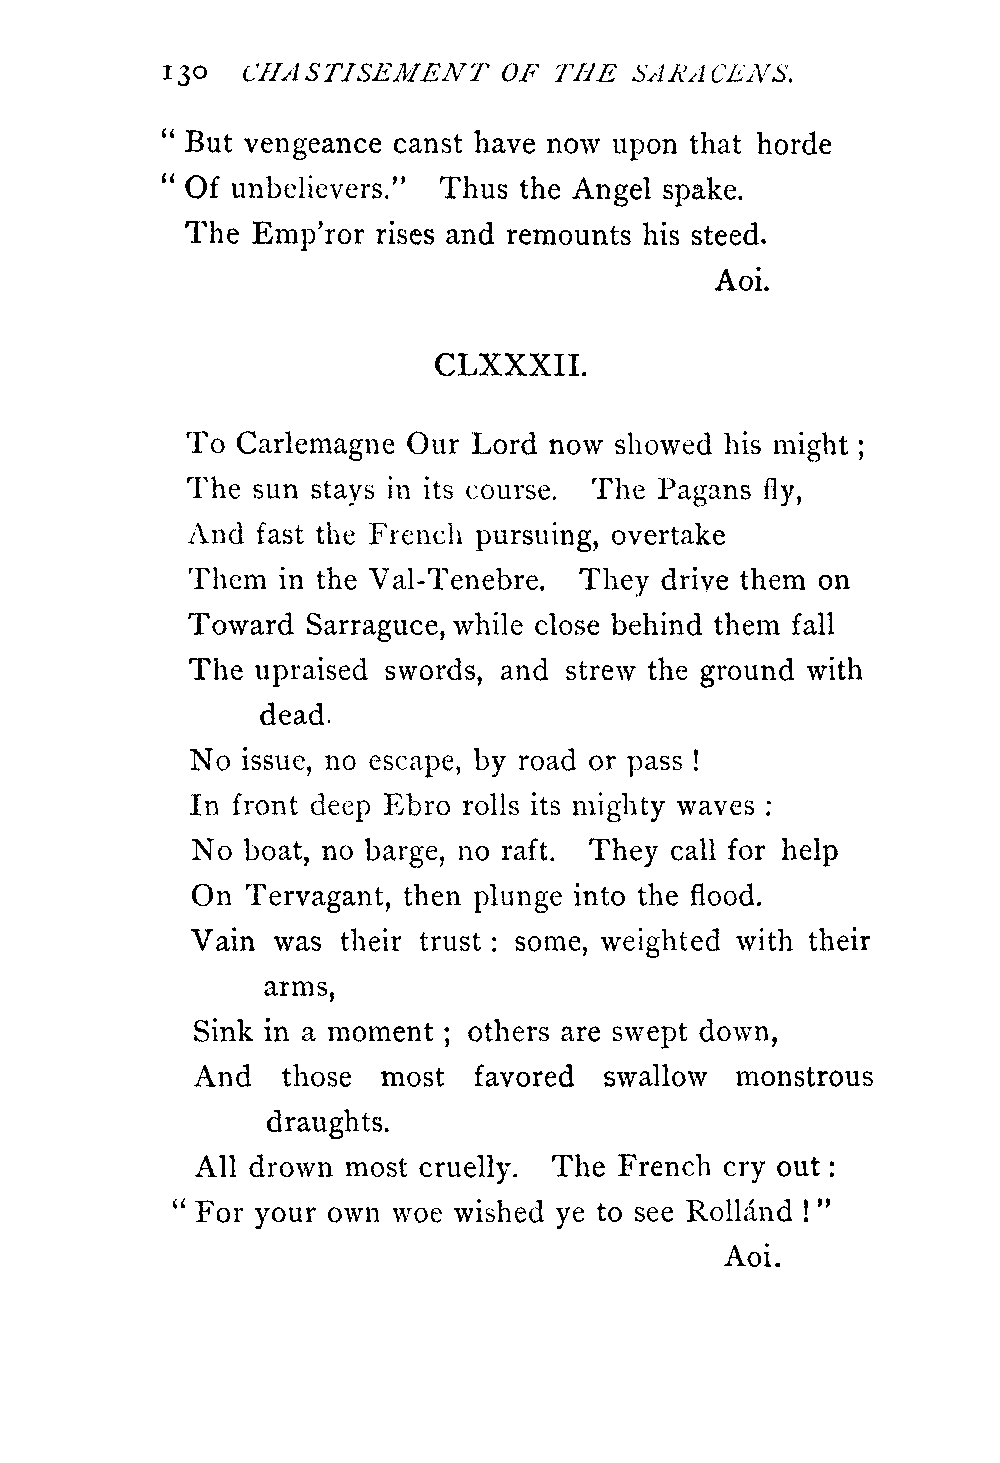 130 CHASTISEMENT OF THE SARACENS.
“ But vengeance canst have now upon that horde
“ Of unbelievers.” Thus the Angel spake.
The Emp’ror rises and remounts his steed.
Aoi.
CLXXXII.
To Carlemagne Our Lord now showed his might ;
The sun stays in its course. The Pagans fly,
And fast the French pursuing, overtake
Them in the Val-Tenebre. They drive them on
Toward Sarraguce, while close behind them fall
The upraised swords, and strew the ground with
dead.
No issue, no escape, by road or pass !
In front deep Ebro rolls its mighty waves :
No boat, no barge, no raft. They call for help
On Tervagant, then plunge into the flood.
Vain was their trust : some, weighted with their
arms,
Sink in a moment ; others are swept down,
And those most favored swallow monstrous
draughts.
All drown most cruelly. The French cry out :
“ For your own woe wished ye to see Rollánd ! ”
Aoi.